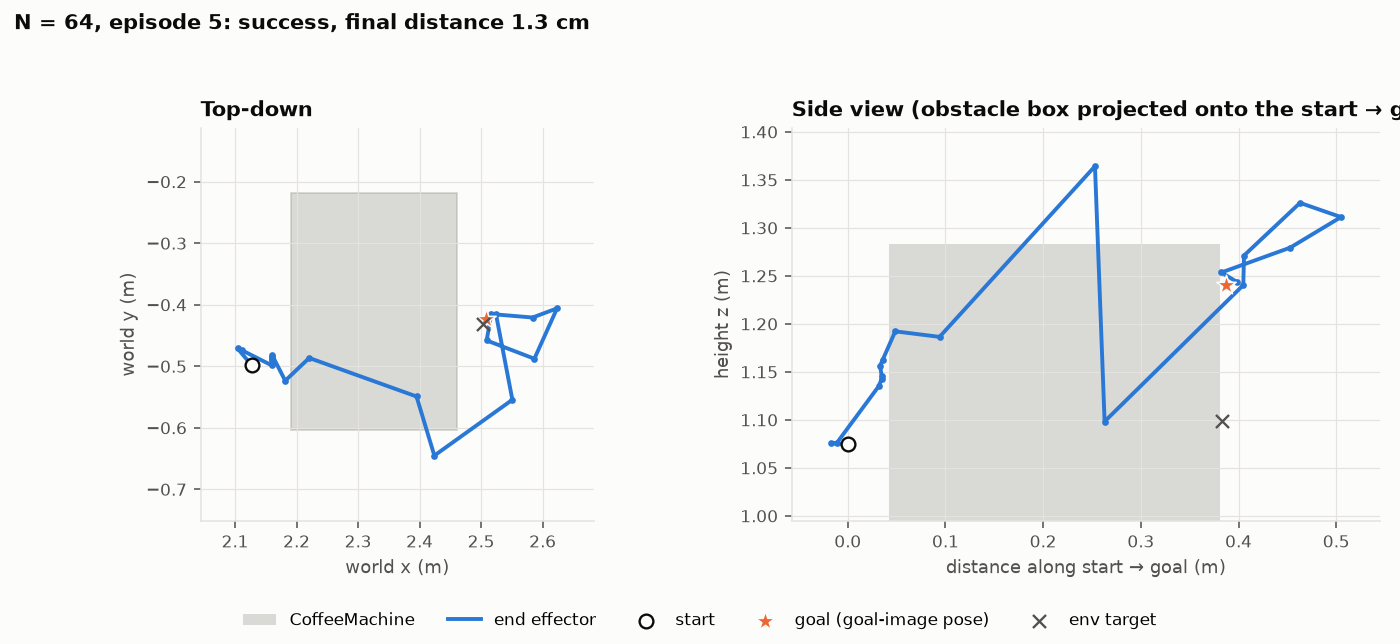 N = 64, episode 5: success, final distance 1.3 cm
Top-down
−0.2
−0.3
−0.4
−0.5
−0.6
−0.7
world y (m)
2.1 2.2 2.3 2.4 2.5 2.6
world x (m)
Side view (obstacle box projected onto the start → g
1.40
1.35
1.30
1.25
1.20
1.15
1.10
1.05
1.00
height z (m)
0.0 0.1 0.2 0.3 0.4 0.5
distance along start → goal (m)
CoffeeMachine end effector start goal (goal-image pose) env target